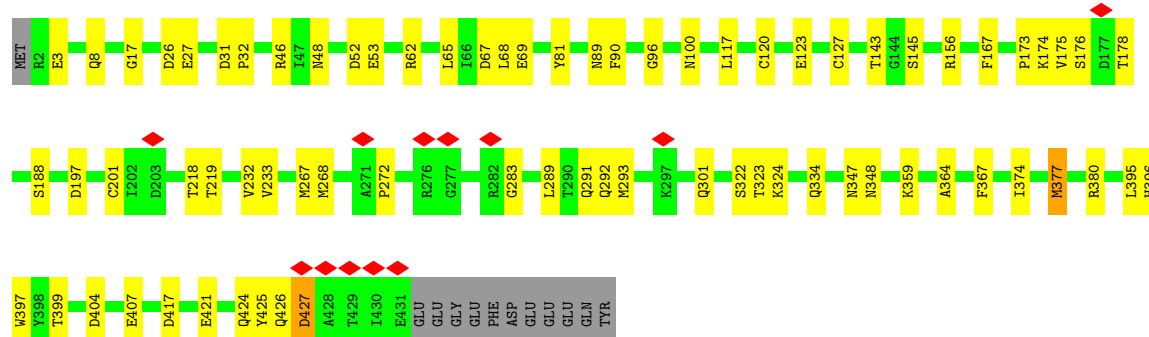 MET R2 E3 Q8 G17 D26 E27 D31 P32 R46 I47 N48 D52 E53 R62 L65 I66 D67 L68 E69 Y81 N89 F90 G96 N100 L117 C120 E123 C127 T143 G144 S145 R156 F167 P173 K174 V175 S176 D177 T178
S188 D197 C201 I202 D203 T218 T219 V232 V233 M267 M268 A271 P272 R276 G277 R282 G283 L289 T290 Q291 Q292 M293 K297 Q301 S322 T323 K324 Q334 N347 N348 K359 A364 F367 I374 M377 R380 L395
W397 Y398 T399 D404 E407 D417 E421 Q424 Y425 Q426 D427 A428 T429 I430 E431 GLU GLU GLY GLU PHE ASP GLU GLU GLU GLN TYR